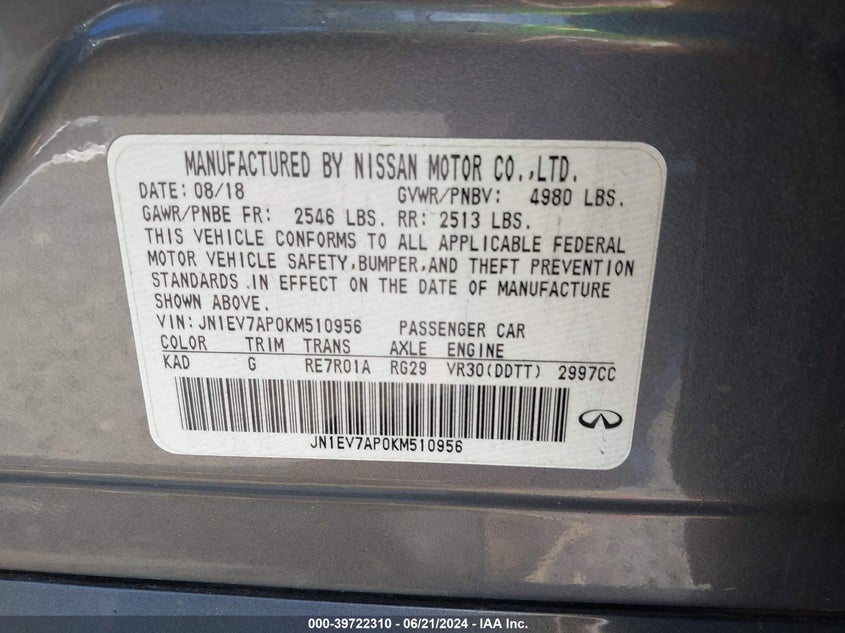 MANUFACTURED BY NISSAN MOTOR CO.,LTD.
DATE: 08/18 GVWR/PNBV: 4980 LBS.
GAWR/PNBE FR: 2546 LBS. RR: 2513 LBS.
THIS VEHICLE CONFORMS TO ALL APPLICABLE FEDERAL
MOTOR VEHICLE SAFETY,BUMPER,AND THEFT PREVENTION
STANDARDS IN EFFECT ON THE DATE OF MANUFACTURE
SHOWN ABOVE.
VIN:JN1EV7AP0KM510956 PASSENGER CAR
COLOR TRIM TRANS AXLE ENGINE
KAD G RE7R01A RG29 VR30(DDTT) 2997CC
JN1EV7AP0KM510956
000-39722310 - 06/21/2024 - IAA Inc.